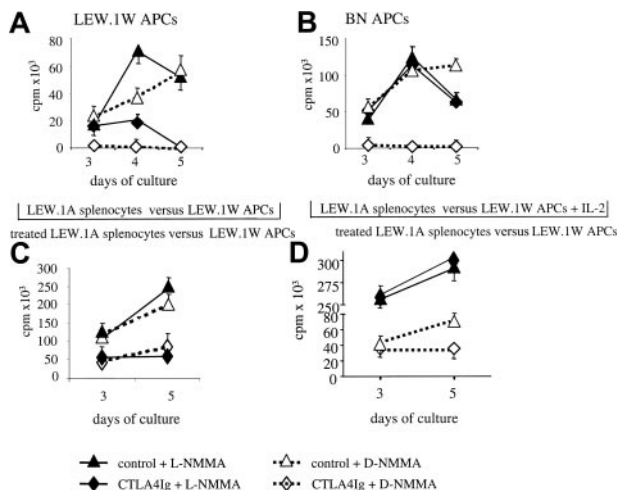 A LEW.1W APCs
B BN APCs
cpm x10³
80
60
40
20
0
3 4 5
days of culture
cpm x10³
150
100
50
0
3 4 5
days of culture
LEW.1A splenocytes versus LEW.1W APCs
treated LEW.1A splenocytes versus LEW.1W APCs
LEW.1A splenocytes versus LEW.1W APCs + IL-2
treated LEW.1A splenocytes versus LEW.1W APCs
C
cpm x10³
300
250
200
150
100
50
0
3 5
days of culture
D
cpm x 10³
300
275
250
80
60
40
20
0
3 5
days of culture
control + L-NMMA
control + D-NMMA
CTLA4Ig + L-NMMA
CTLA4Ig + D-NMMA